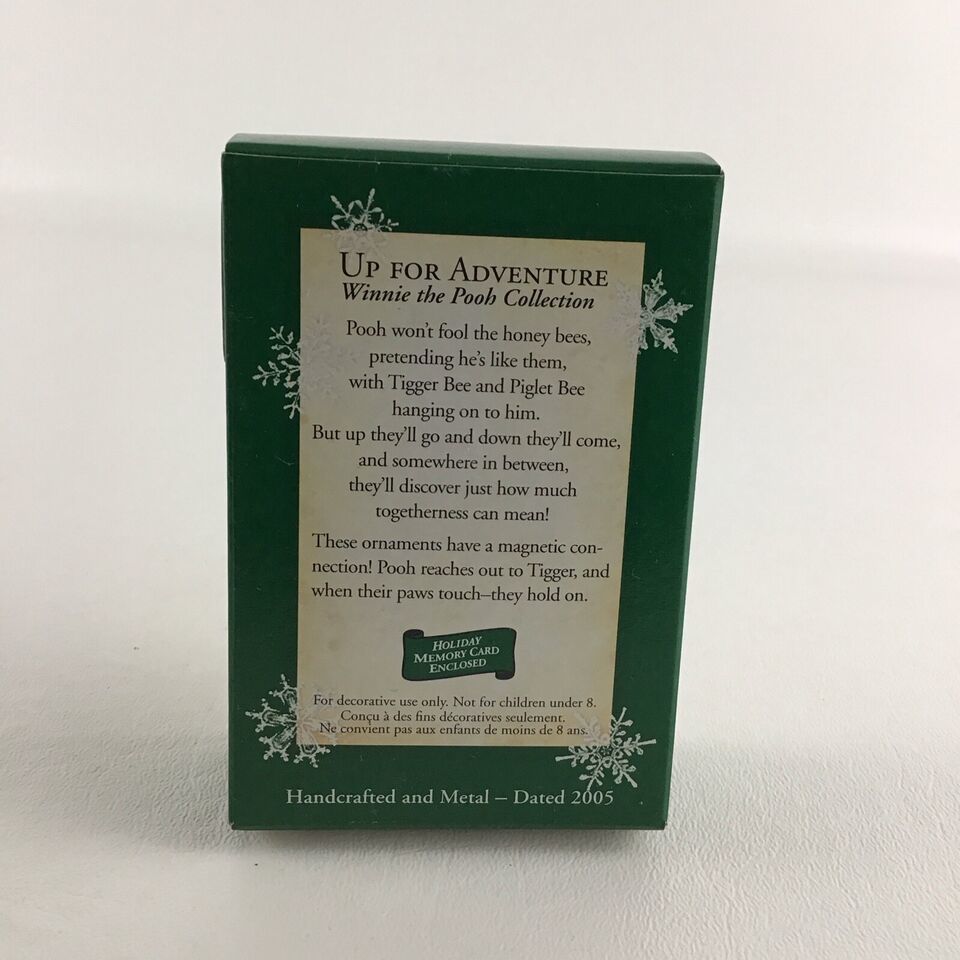 UP FOR ADVENTURE
Winnie the Pooh Collection
Pooh won't fool the honey bees,
pretending he's like them,
with Tigger Bee and Piglet Bee
hanging on to him.
But up they'll go and down they'll come,
and somewhere in between,
they'll discover just how much
togetherness can mean!
These ornaments have a magnetic con-
nection! Pooh reaches out to Tigger, and
when their paws touch–they hold on.
HOLIDAY
MEMORY CARD
ENCLOSED
For decorative use only. Not for children under 8.
Conçu à des fins décoratives seulement.
Ne convient pas aux enfants de moins de 8 ans.
Handcrafted and Metal – Dated 2005